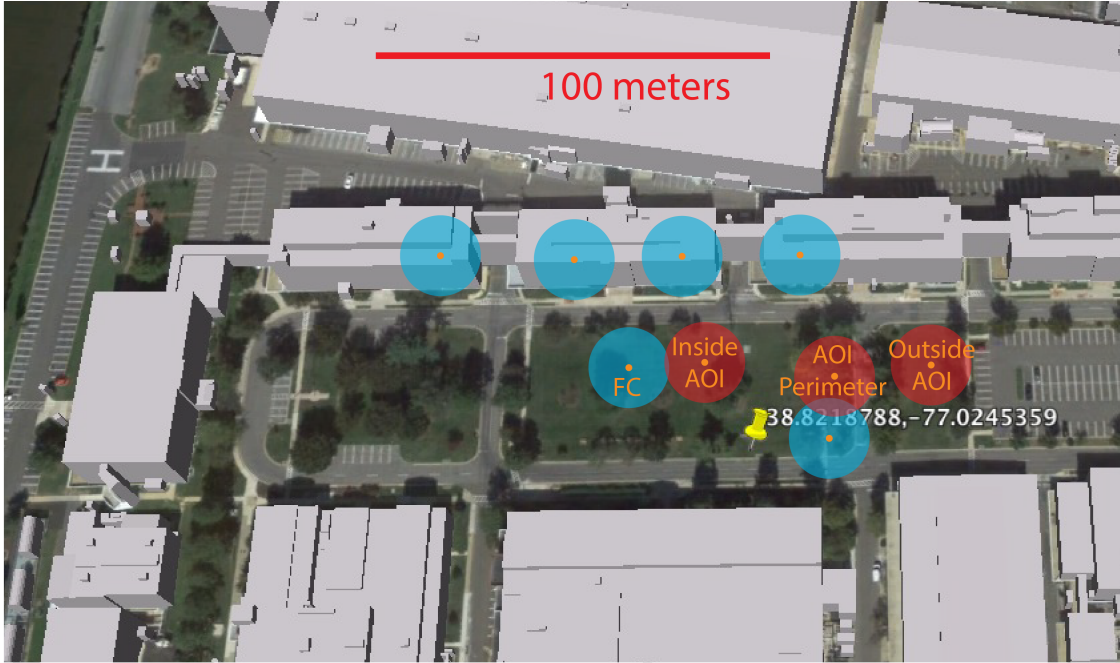 100 meters
H
Inside
AOI
FC
AOI
Perimeter
Outside
AOI
38.8218788,-77.0245359